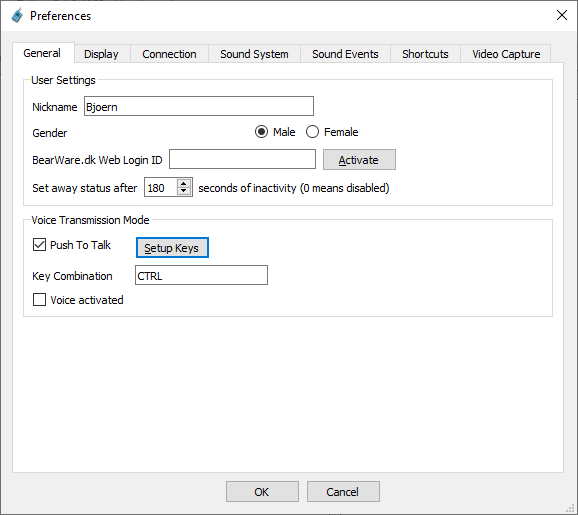 Preferences
General Display Connection Sound System Sound Events Shortcuts Video Capture
User Settings
Nickname Bjoern
Gender Male Female
BearWare.dk Web Login ID Activate
Set away status after 180 seconds of inactivity (0 means disabled)
Voice Transmission Mode
Push To Talk Setup Keys
Key Combination CTRL
Voice activated
OK Cancel